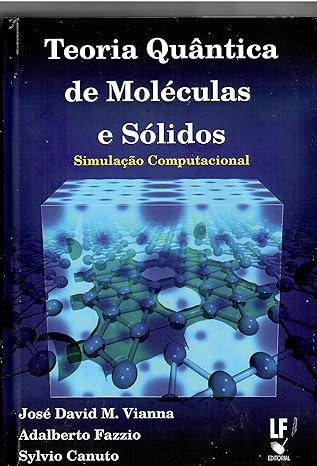 Teoria Quântica
de Moléculas
e Sólidos
Simulação Computacional
José David M. Vianna
Adalberto Fazzio
Sylvio Canuto
LF
EDITORIAL